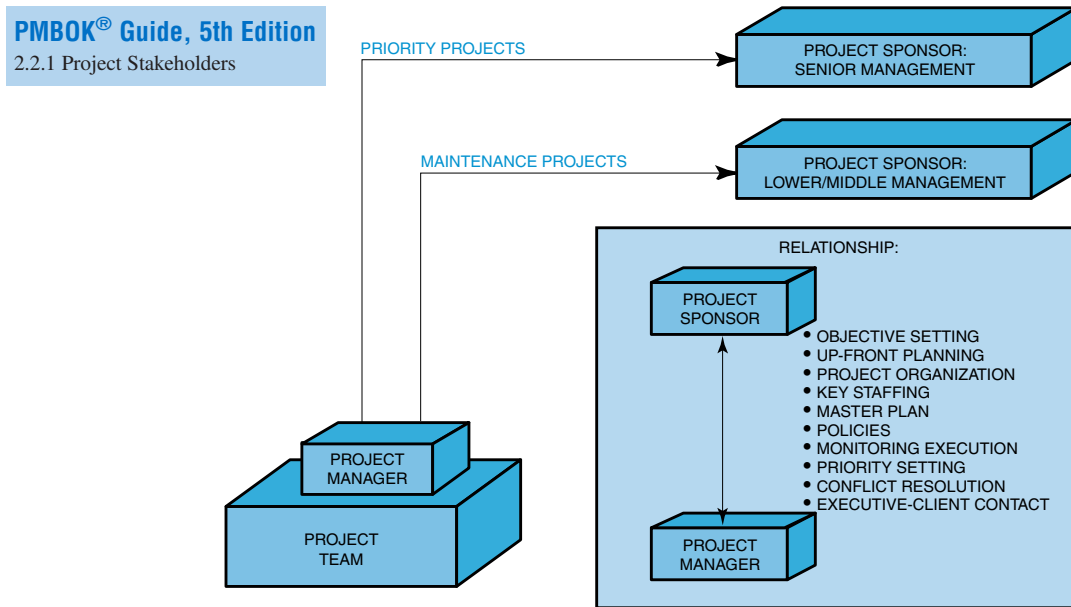 PMBOK® Guide, 5th Edition
2.2.1 Project Stakeholders
PRIORITY PROJECTS
PROJECT SPONSOR:
SENIOR MANAGEMENT
MAINTENANCE PROJECTS
PROJECT SPONSOR:
LOWER/MIDDLE MANAGEMENT
PROJECT
MANAGER
PROJECT
TEAM
RELATIONSHIP:
PROJECT
SPONSOR
• OBJECTIVE SETTING
• UP-FRONT PLANNING
• PROJECT ORGANIZATION
• KEY STAFFING
• MASTER PLAN
• POLICIES
• MONITORING EXECUTION
• PRIORITY SETTING
• CONFLICT RESOLUTION
• EXECUTIVE-CLIENT CONTACT
PROJECT
MANAGER